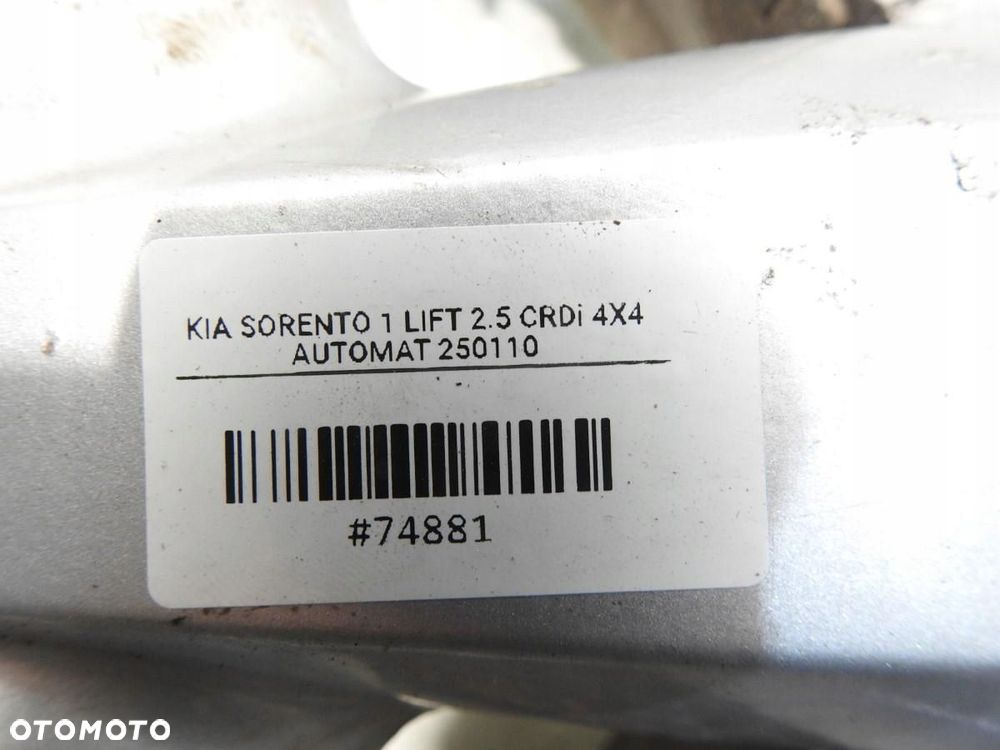 KIA SORENTO 1 LIFT 2.5 CRDi 4X4
AUTOMAT 250110
#74881
OTOMOTO